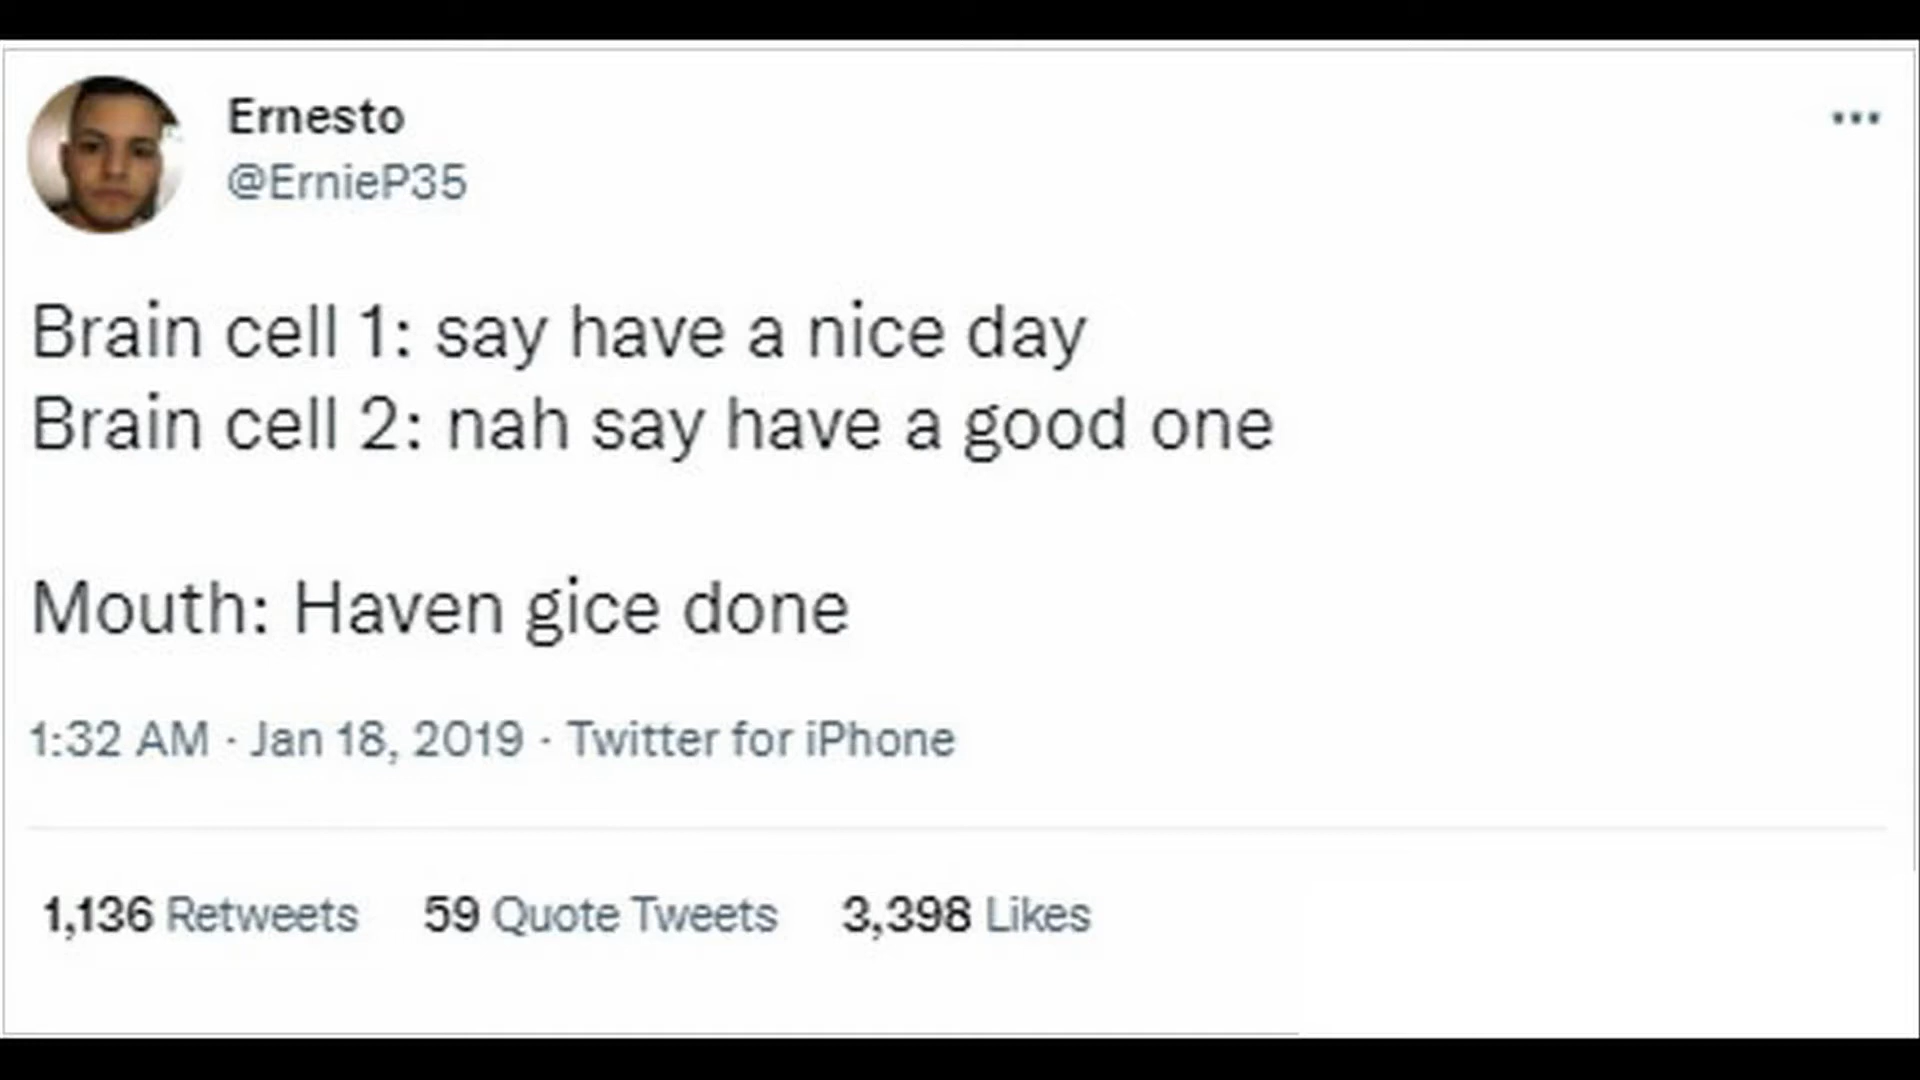 Ernesto
@ErnieP35
Brain cell 1: say have a nice day
Brain cell 2: nah say have a good one
Mouth: Haven gice done
1:32 AM · Jan 18, 2019 · Twitter for iPhone
1,136 Retweets 59 Quote Tweets 3,398 Likes